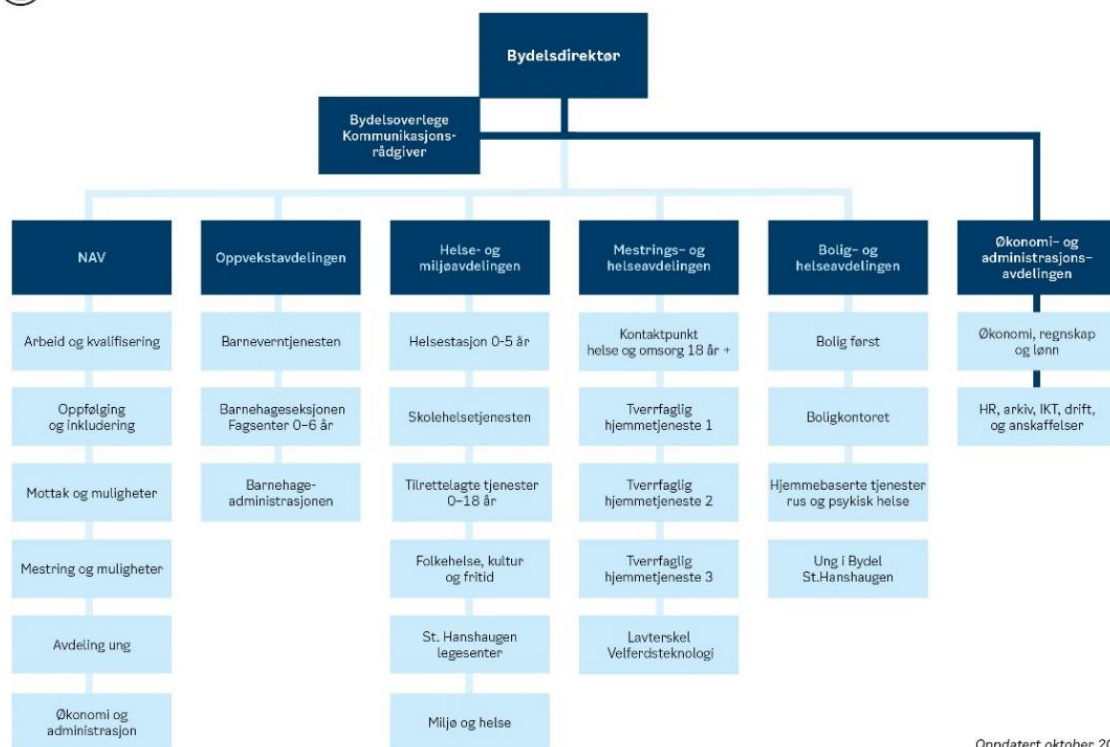 Bydelsdirektør
Bydelsoverlege
Kommunikasjons-
rådgiver
NAV
Arbeid og kvalifisering
Oppfølging
og inkludering
Mottak og muligheter
Mestring og muligheter
Avdeling ung
Økonomi og
administrasjon
Oppvekstavdelingen
Barneverntjenesten
Barnehageseksjonen
Fagsenter 0–6 år
Barnehage-
administrasjonen
Helse- og
miljøavdelingen
Helsestasjon 0-5 år
Skolehelsetjenesten
Tilrettelagte tjenester
0–18 år
Folkehelse, kultur
og fritid
St. Hanshaugen
legesenter
Miljø og helse
Mestrings- og
helseavdelingen
Kontaktpunkt
helse og omsorg 18 år +
Tverrfaglig
hjemmetjeneste 1
Tverrfaglig
hjemmetjeneste 2
Tverrfaglig
hjemmetjeneste 3
Lavterskel
Velferdsteknologi
Bolig- og
helseavdelingen
Bolig først
Boligkontoret
Hjemmebaserte tjenester
rus og psykisk helse
Ung i Bydel
St.Hanshaugen
Økonomi- og
administrasjons-
avdelingen
Økonomi, regnskap
og lønn
HR, arkiv, IKT, drift,
og anskaffelser
Oppdatert oktober